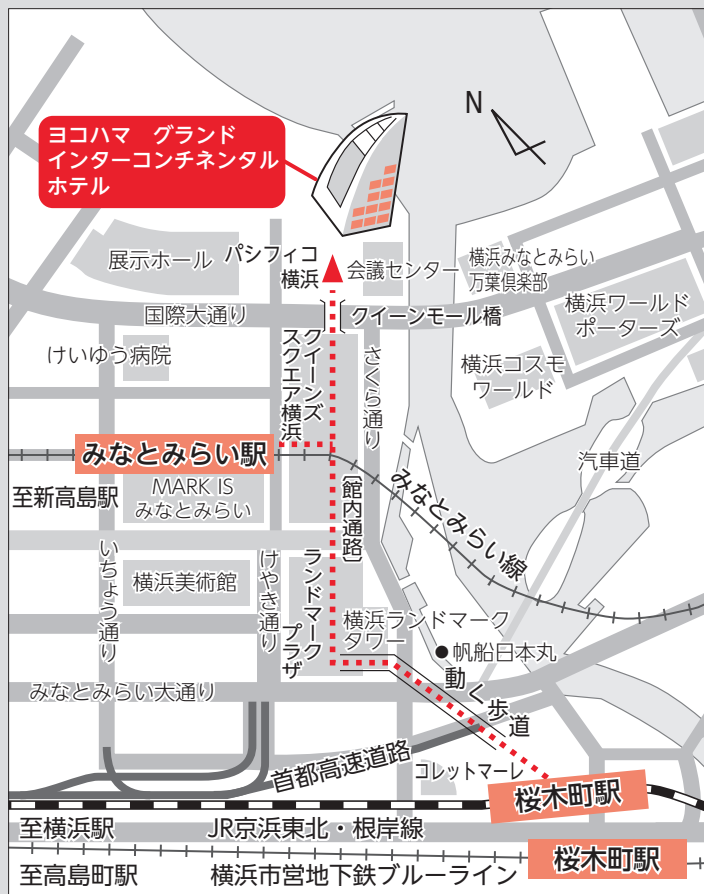 N
ヨコハマ グランド
インターコンチネンタル
ホテル
展示ホール
パシフィコ
横浜
会議センター
横浜みなとみらい
万葉倶楽部
国際大通り
クイーンモール橋
横浜ワールド
ポーターズ
けいゆう病院
クイーンズ
スクエア横浜
さくら通り
横浜コスモ
ワールド
みなとみらい駅
汽車道
至新高島駅
MARK IS
みなとみらい
〔館内通路〕
みなとみらい線
いちょう通り
横浜美術館
けやき通り
ランドマーク
プラザ
横浜ランドマーク
タワー
帆船日本丸
動く歩道
みなとみらい大通り
首都高速道路
コレットマーレ
桜木町駅
至横浜駅
JR京浜東北・根岸線
桜木町駅
至高島町駅
横浜市営地下鉄ブルーライン